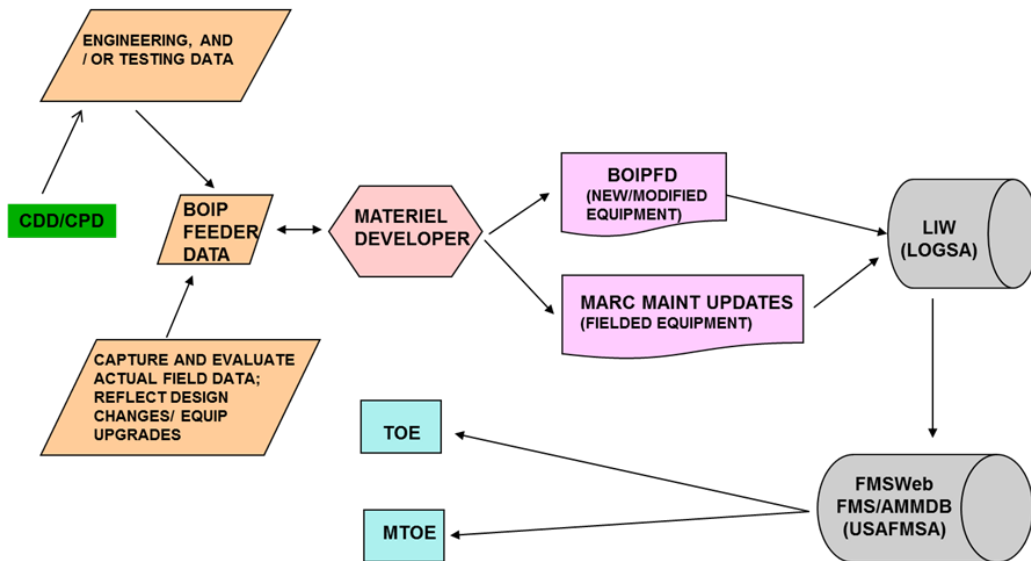 ENGINEERING, AND
/ OR TESTING DATA
CDD/CPD
BOIP
FEEDER
DATA
MATERIEL
DEVELOPER
BOIPFD
(NEW/MODIFIED
EQUIPMENT)
LIW
(LOGSA)
MARC MAINT UPDATES
(FIELDED EQUIPMENT)
CAPTURE AND EVALUATE
ACTUAL FIELD DATA;
REFLECT DESIGN
CHANGES/ EQUIP
UPGRADES
TOE
MTOE
FMSWeb
FMS/AMMDB
(USAFMSA)